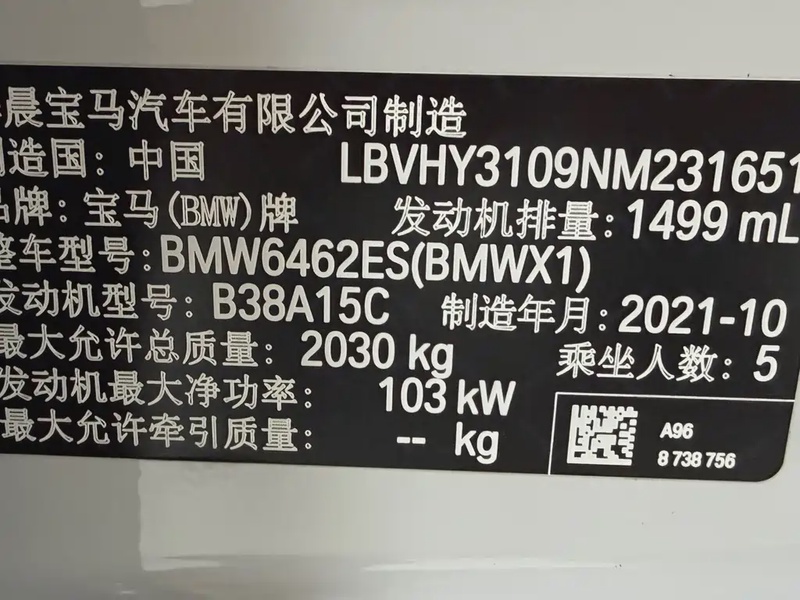 晨宝马汽车有限公司制造
制造国：中国 LBVHY3109NM231651
品牌：宝马(BMW)牌 发动机排量：1499 mL
整车型号：BMW6462ES(BMWX1)
发动机型号：B38A15C 制造年月：2021-10
最大允许总质量：2030 kg 乘坐人数：5
发动机最大净功率：103 kW
最大允许牵引质量：-- kg
A96
8 738 756